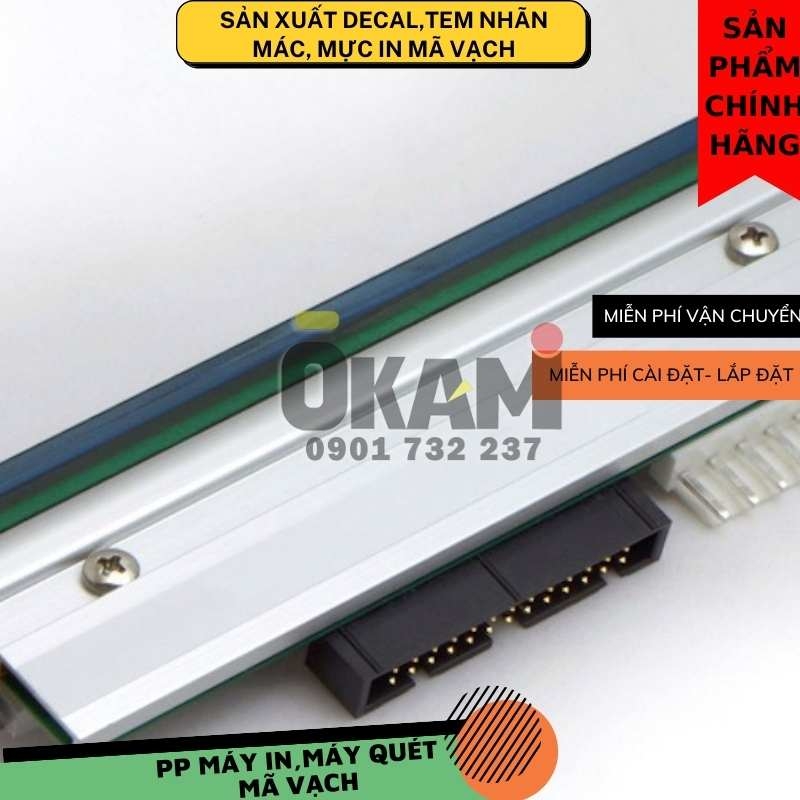 SẢN XUẤT DECAL,TEM NHÃN
MÁC, MỰC IN MÃ VẠCH
SẢN
PHẨM
CHÍNH
HÃNG
MIỄN PHÍ VẬN CHUYỂN
MIỄN PHÍ CÀI ĐẶT- LẮP ĐẶT
ŌKAMI
0901 732 237
PP MÁY IN,MÁY QUÉT
MÃ VẠCH